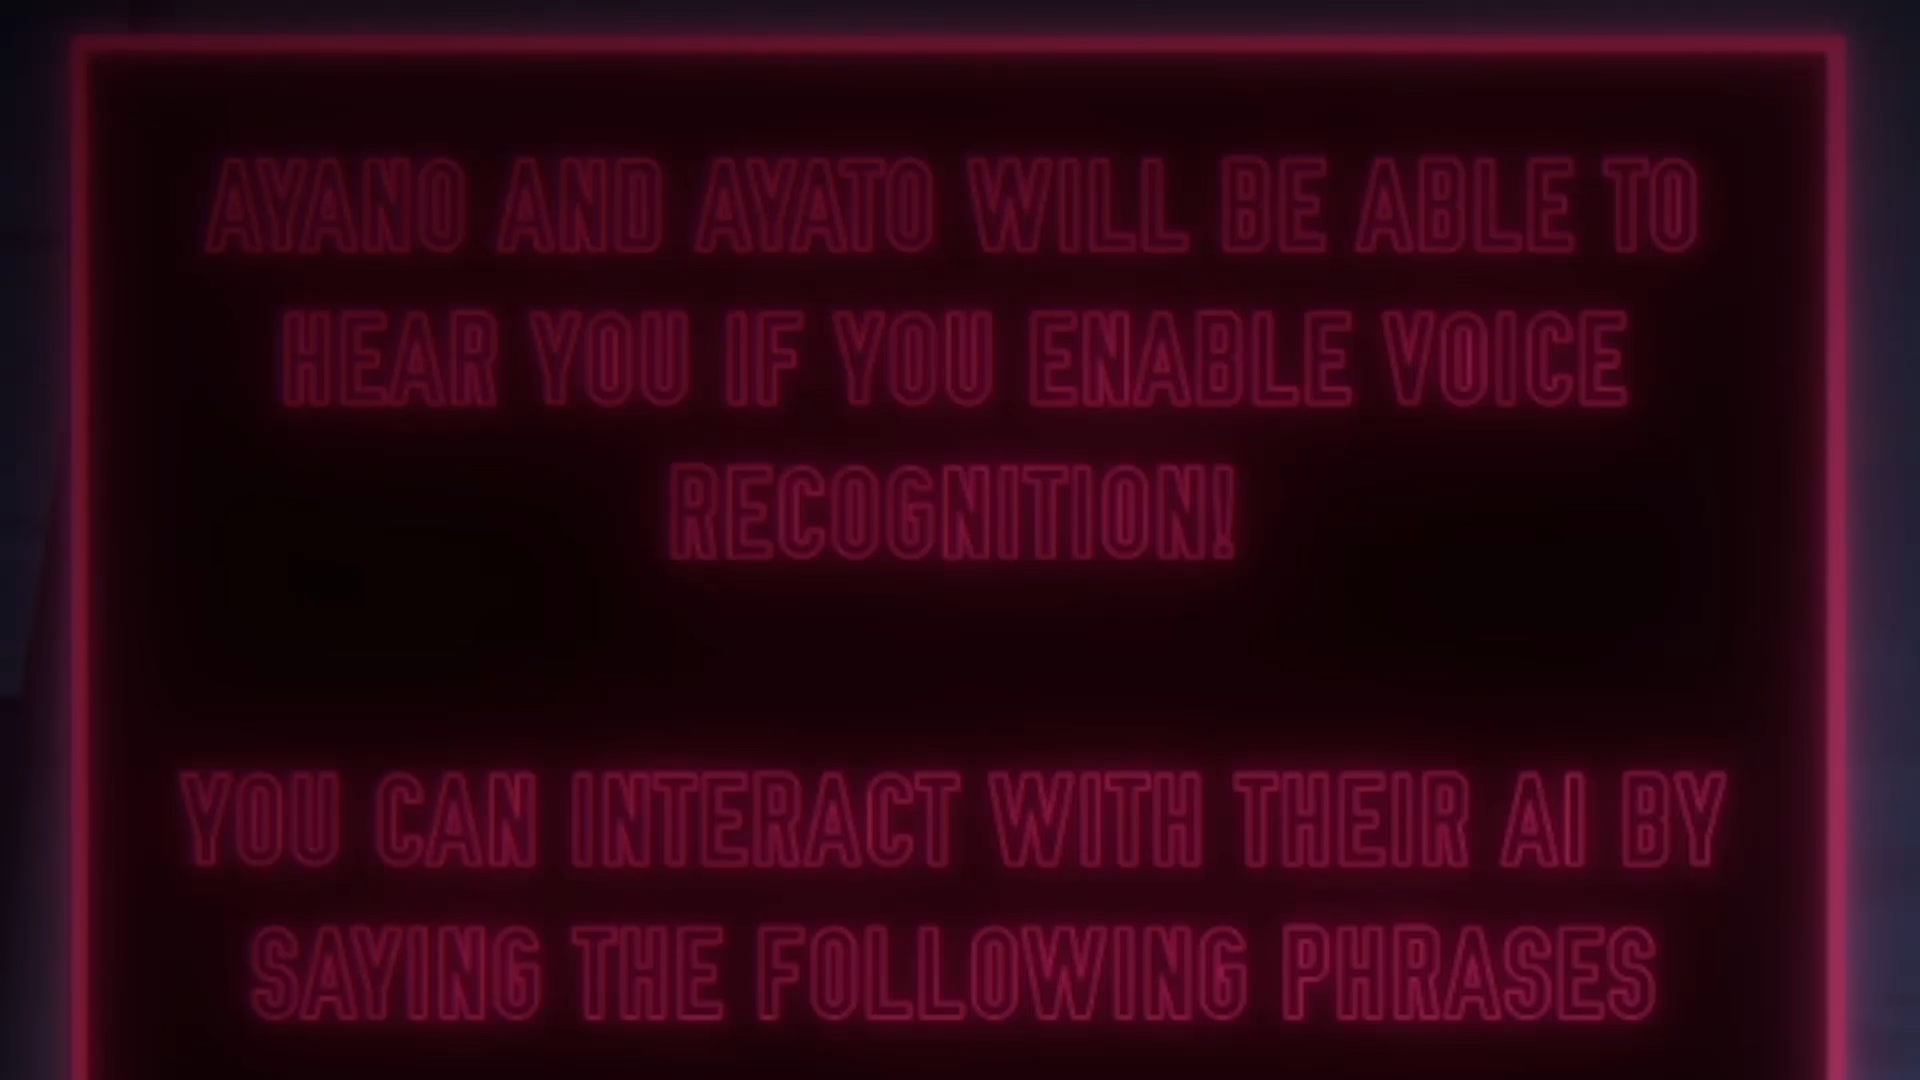 AYANO AND AYATO WILL BE ABLE TO
HEAR YOU IF YOU ENABLE VOICE
RECOGNITION!
YOU CAN INTERACT WITH THEIR AI BY
SAYING THE FOLLOWING PHRASES